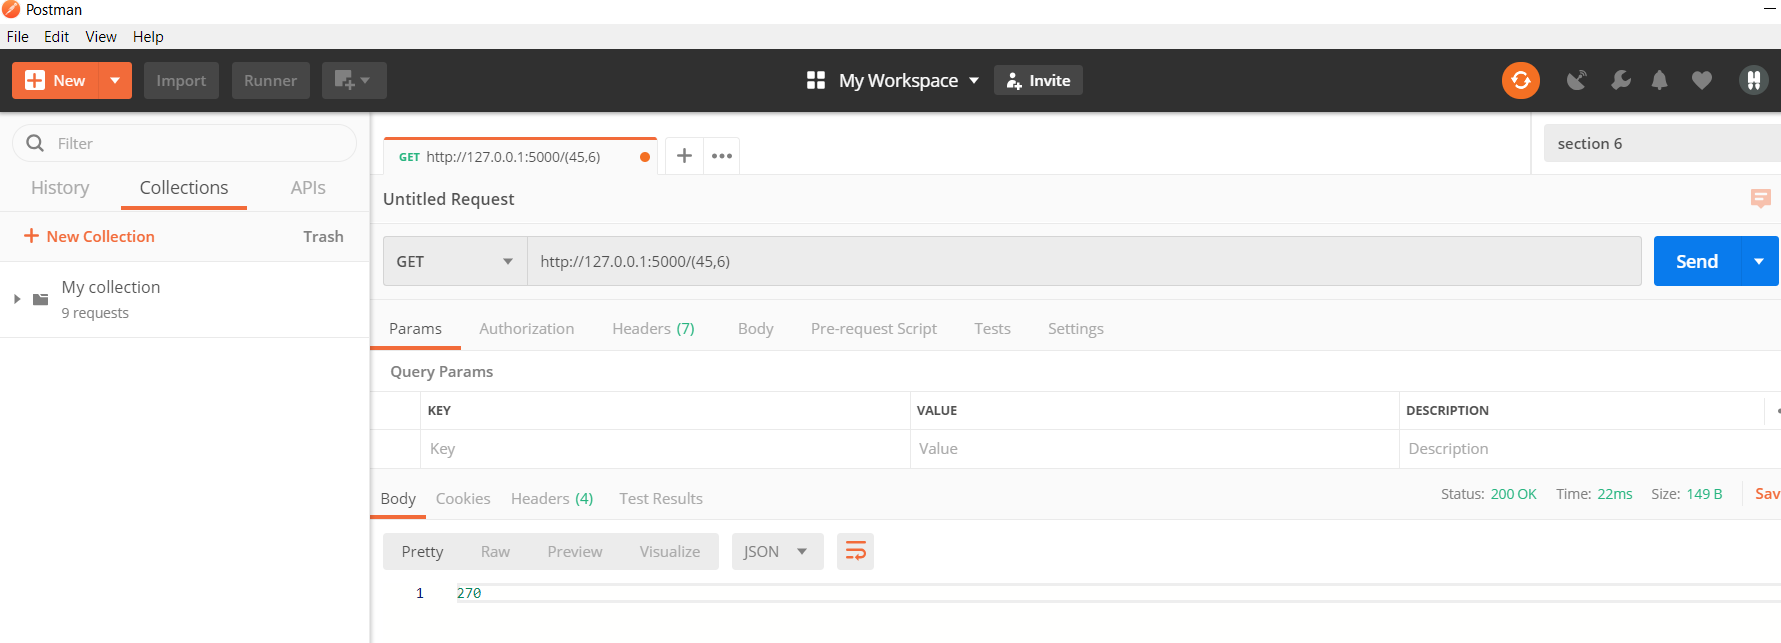 Postman
File Edit View Help
New Import Runner My Workspace Invite
Filter
History Collections APIs
New Collection Trash
My collection
9 requests
GET http://127.0.0.1:5000/(45,6)
section 6
Untitled Request
GET http://127.0.0.1:5000/(45,6) Send
Params Authorization Headers (7) Body Pre-request Script Tests Settings
Query Params
KEY VALUE DESCRIPTION
Key Value Description
Body Cookies Headers (4) Test Results Status: 200 OK Time: 22ms Size: 149 B Sav
Pretty Raw Preview Visualize JSON
1 270